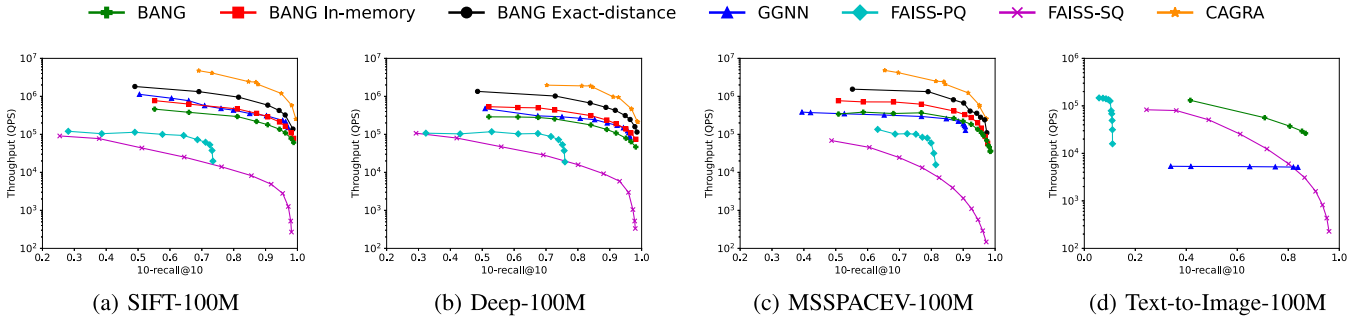 BANG BANG In-memory BANG Exact-distance GGNN FAISS-PQ FAISS-SQ CAGRA
Throughput (QPS)
10^7
10^6
10^5
10^4
10^3
10^2
0.2 0.3 0.4 0.5 0.6 0.7 0.8 0.9 1.0
10-recall@10
(a) SIFT-100M
Throughput (QPS)
10^7
10^6
10^5
10^4
10^3
10^2
0.2 0.3 0.4 0.5 0.6 0.7 0.8 0.9 1.0
10-recall@10
(b) Deep-100M
Throughput (QPS)
10^7
10^6
10^5
10^4
10^3
10^2
0.2 0.3 0.4 0.5 0.6 0.7 0.8 0.9 1.0
10-recall@10
(c) MSSPACEV-100M
Throughput (QPS)
10^6
10^5
10^4
10^3
10^2
0.0 0.2 0.4 0.6 0.8 1.0
10-recall@10
(d) Text-to-Image-100M